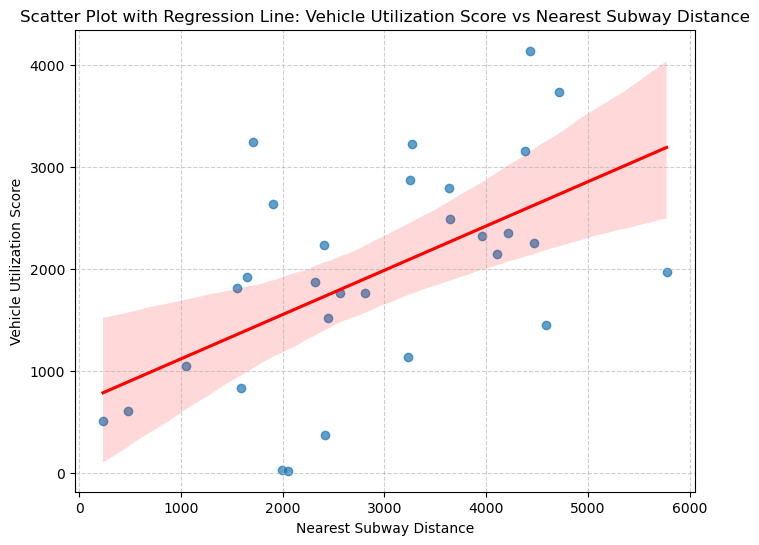 Scatter Plot with Regression Line: Vehicle Utilization Score vs Nearest Subway Distance
Vehicle Utilization Score
4000
3000
2000
1000
0
0 1000 2000 3000 4000 5000 6000
Nearest Subway Distance